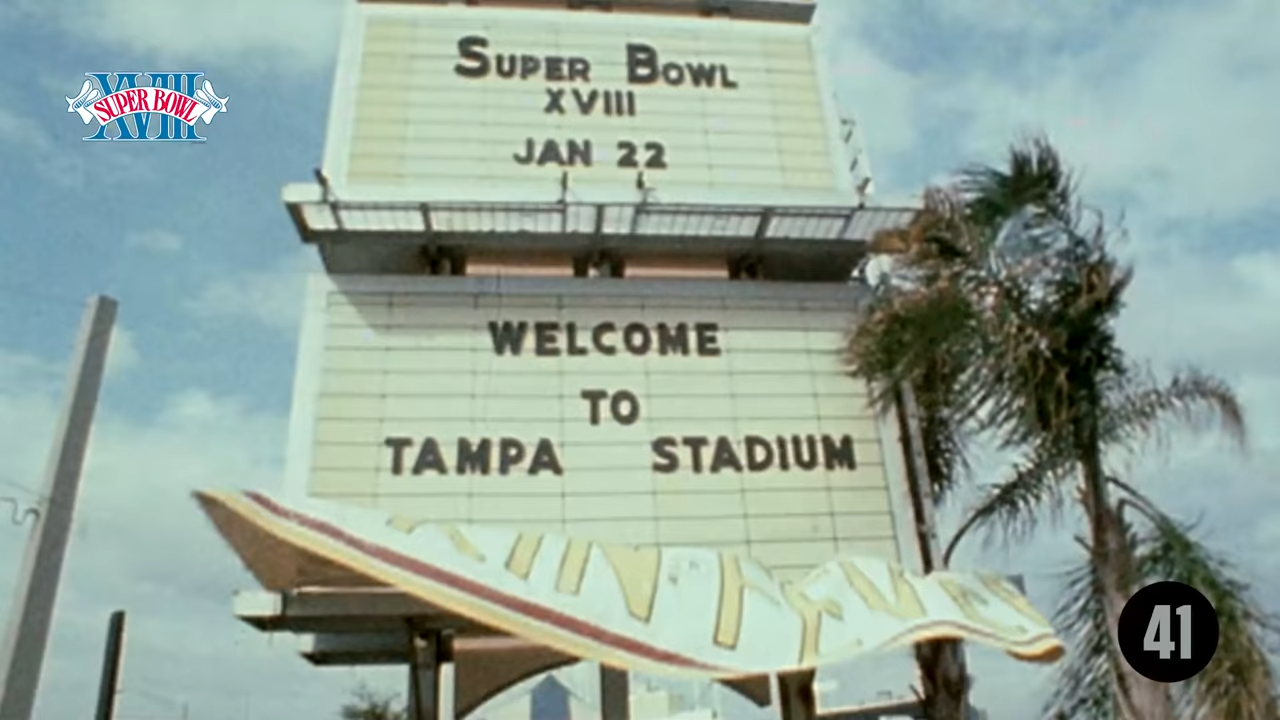 XVIII
SUPER BOWL
SUPER BOWL
XVIII
JAN 22
WELCOME
TO
TAMPA STADIUM
41